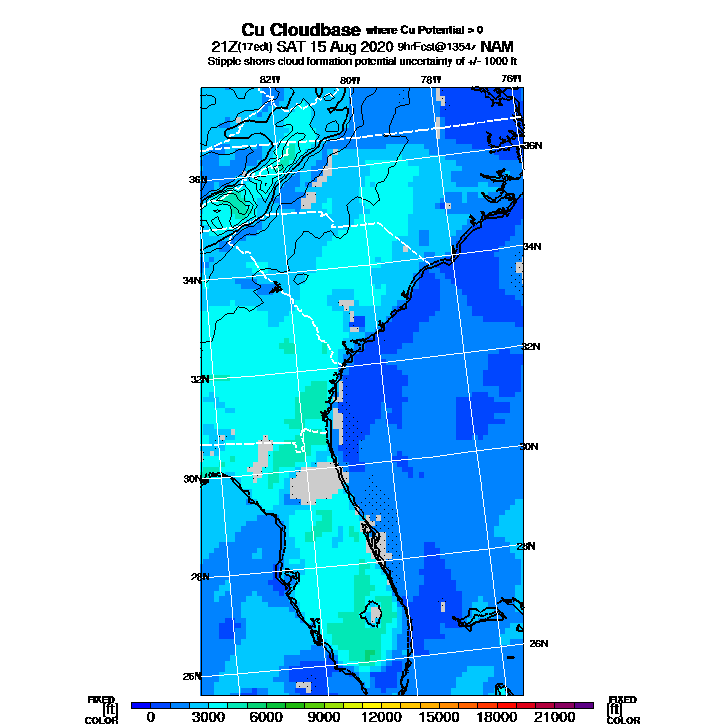 Cu Cloudbase where Cu Potential > 0
21Z(17edt) SAT 15 Aug 2020 9hrFcst@1354z NAM
Stipple shows cloud formation potential uncertainty of +/- 1000 ft
82W 80W 78W 76W
36N 36N
34N 34N
32N 32N
30N 30N
28N 28N
26N 26N
FIXED FIXED
[ft] 0 3000 6000 9000 12000 15000 18000 21000 [ft]
COLOR COLOR